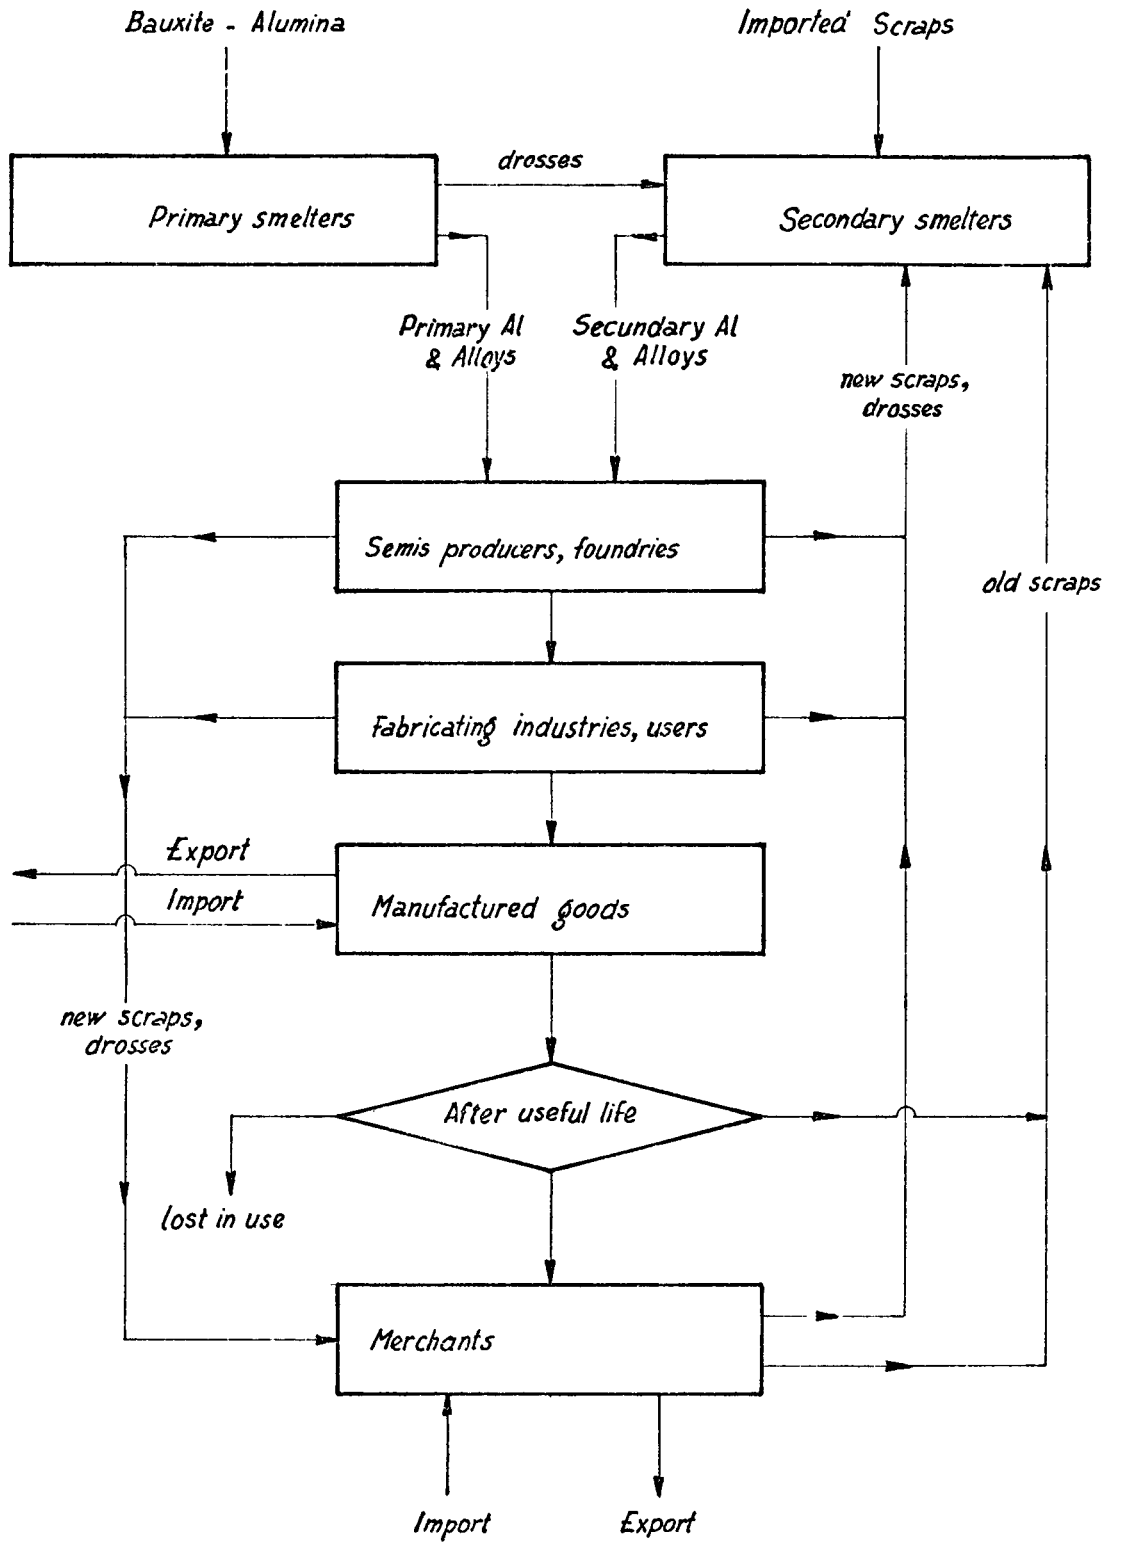 Bauxite - Alumina
Imported Scraps
drosses
Primary smelters
Secondary smelters
Primary Al
& Alloys
Secundary Al
& Alloys
new scraps,
drosses
Semis producers, foundries
old scraps
Fabricating industries, users
Export
Import
Manufactured goods
new scraps,
drosses
After useful life
lost in use
Merchants
Import
Export